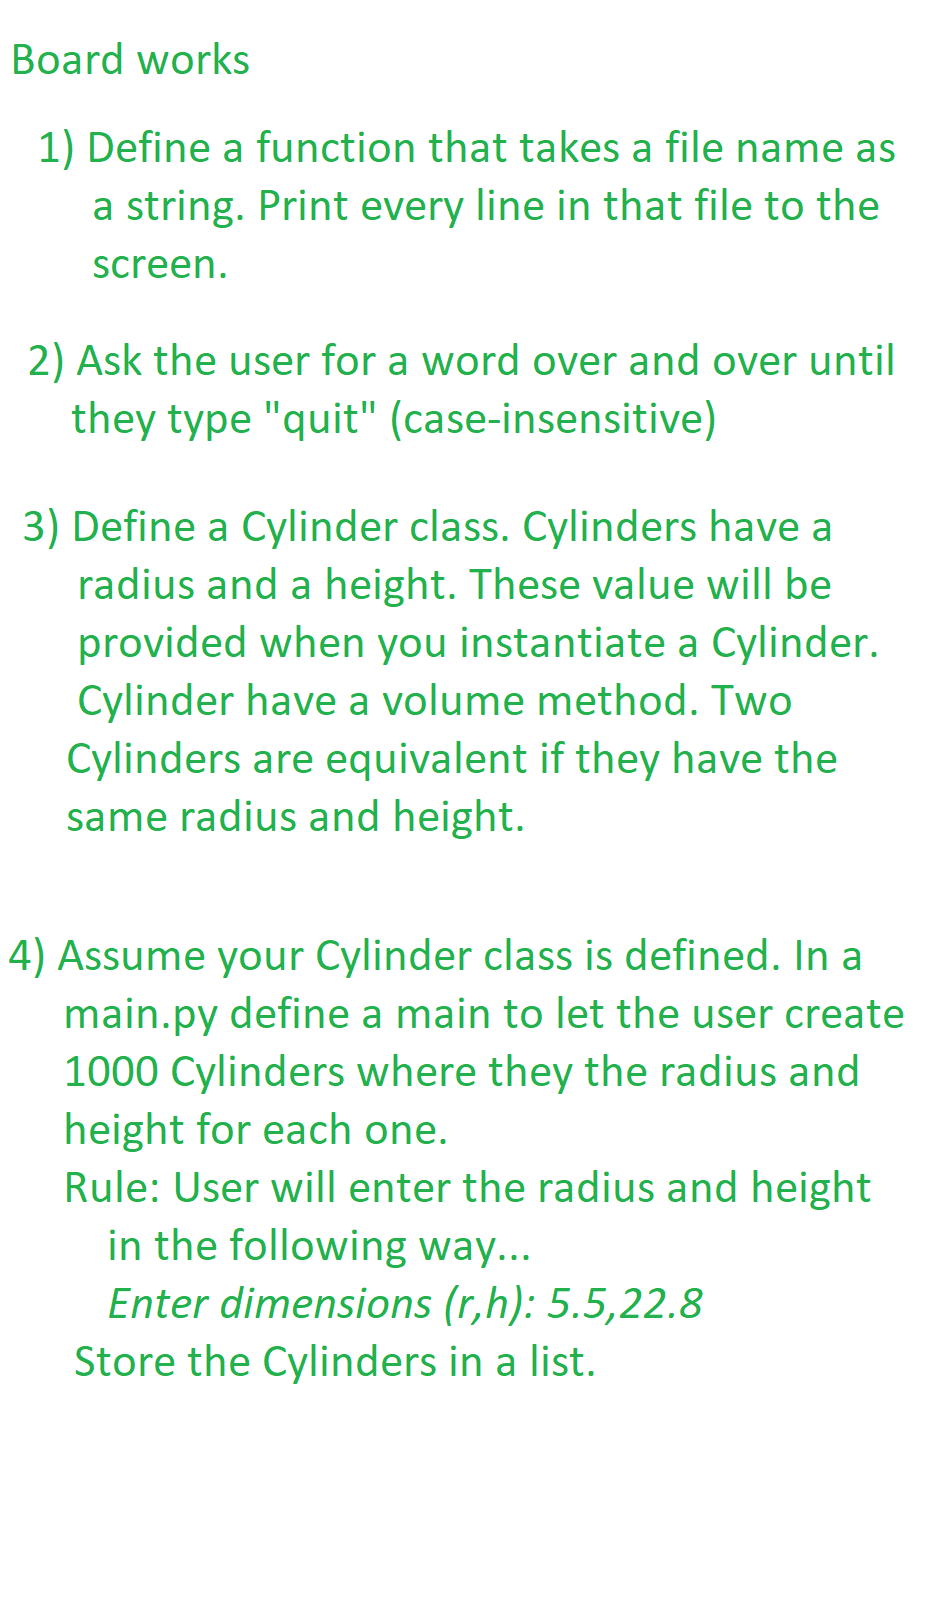 Board works
1) Define a function that takes a file name as
a string. Print every line in that file to the
screen.
2) Ask the user for a word over and over until
they type "quit" (case-insensitive)
3) Define a Cylinder class. Cylinders have a
radius and a height. These value will be
provided when you instantiate a Cylinder.
Cylinder have a volume method. Two
Cylinders are equivalent if they have the
same radius and height.
4) Assume your Cylinder class is defined. In a
main.py define a main to let the user create
1000 Cylinders where they the radius and
height for each one.
Rule: User will enter the radius and height
in the following way...
Enter dimensions (r,h): 5.5,22.8
Store the Cylinders in a list.